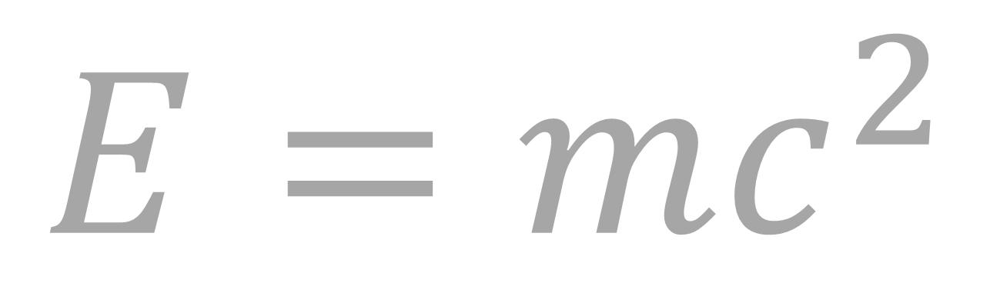 E = mc²